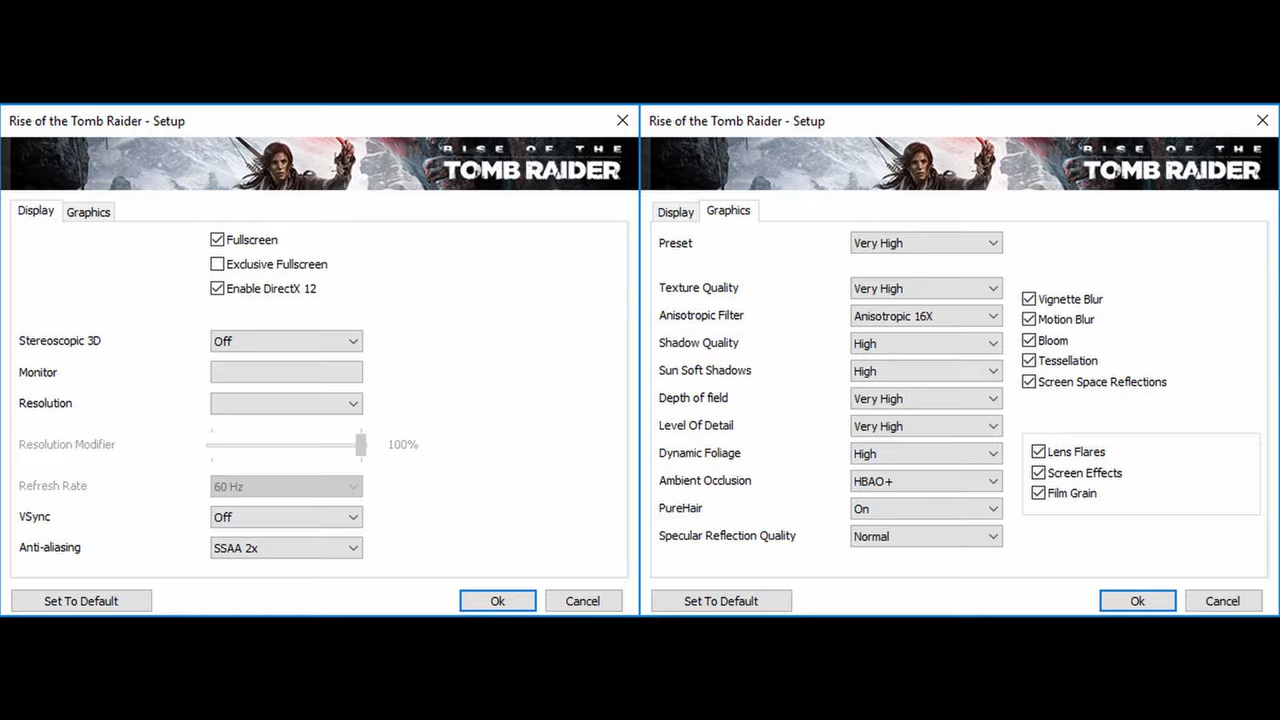 Rise of the Tomb Raider - Setup
RISE OF THE
TOMB RAIDER
Display
Graphics
Fullscreen
Exclusive Fullscreen
Enable DirectX 12
Stereoscopic 3D
Off
Monitor
Resolution
Resolution Modifier
100%
Refresh Rate
60 Hz
VSync
Off
Anti-aliasing
SSAA 2x
Set To Default
Ok
Cancel
Rise of the Tomb Raider - Setup
RISE OF THE
TOMB RAIDER
Display
Graphics
Preset
Very High
Texture Quality
Very High
Anisotropic Filter
Anisotropic 16X
Shadow Quality
High
Sun Soft Shadows
High
Depth of field
Very High
Level Of Detail
Very High
Dynamic Foliage
High
Ambient Occlusion
HBAO+
PureHair
On
Specular Reflection Quality
Normal
Vignette Blur
Motion Blur
Bloom
Tessellation
Screen Space Reflections
Lens Flares
Screen Effects
Film Grain
Set To Default
Ok
Cancel